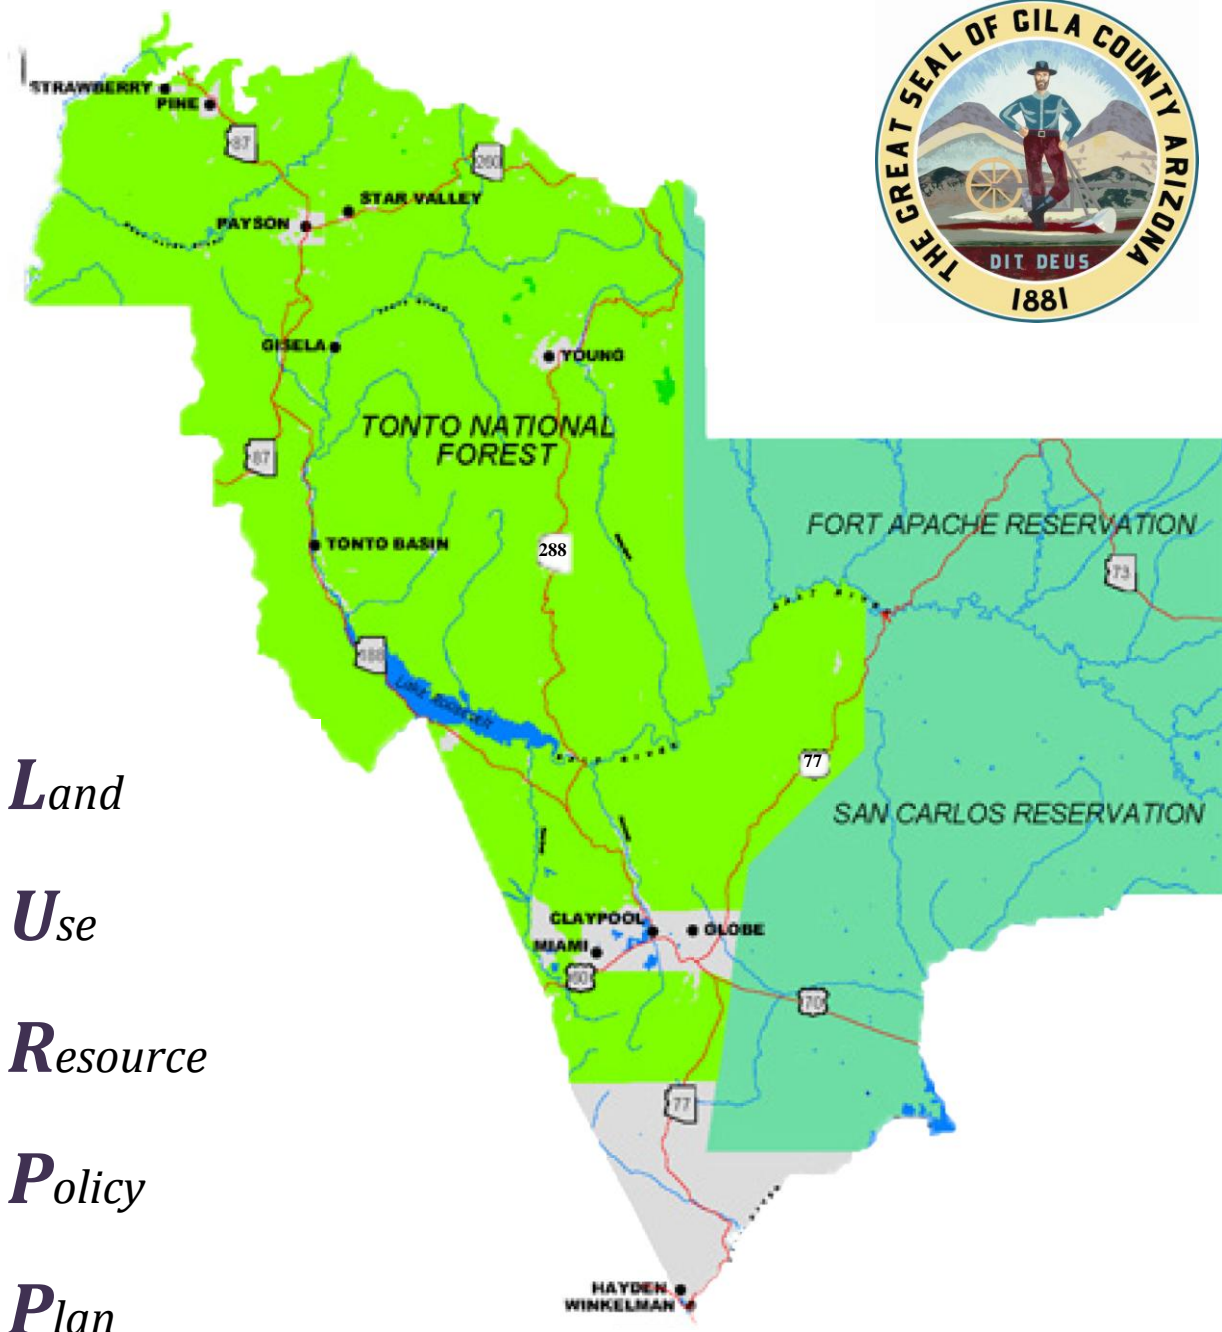 THE GREAT SEAL OF GILA COUNTY ARIZONA
DIT DEUS
1881
STRAWBERRY
PINE
87
260
STAR VALLEY
PAYSON
GISELA
YOUNG
TONTO NATIONAL
FOREST
87
FORT APACHE RESERVATION
TONTO BASIN
288
73
188
LAKE ROOSEVELT
77
Land
SAN CARLOS RESERVATION
Use
CLAYPOOL
GLOBE
MIAMI
60
70
Resource
77
Policy
HAYDEN
WINKELMAN
Plan